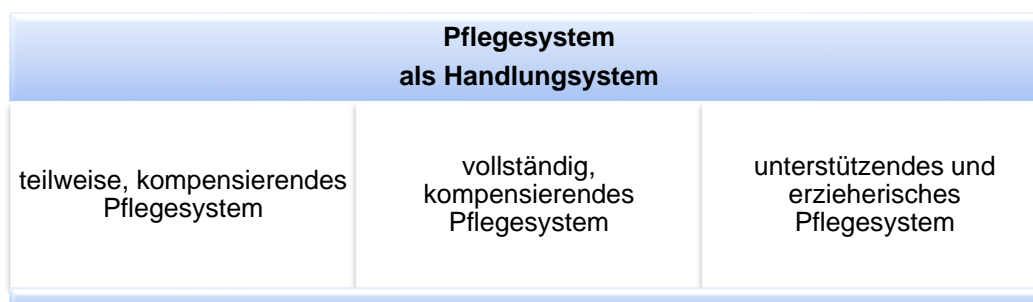 Pflegesystem
als Handlungsystem
teilweise, kompensierendes
Pflegesystem
vollständig,
kompensierendes
Pflegesystem
unterstützendes und
erzieherisches
Pflegesystem